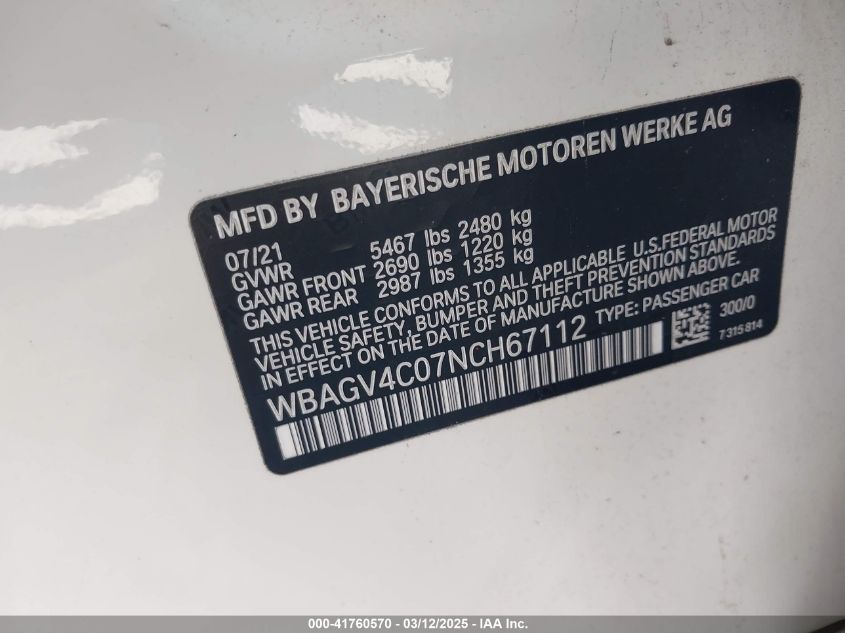 MFD BY BAYERISCHE MOTOREN WERKE AG
07/21
GVWR 5467 lbs 2480 kg
GAWR FRONT 2690 lbs 1220 kg
GAWR REAR 2987 lbs 1355 kg
THIS VEHICLE CONFORMS TO ALL APPLICABLE U.S.FEDERAL MOTOR
VEHICLE SAFETY, BUMPER AND THEFT PREVENTION STANDARDS
IN EFFECT ON THE DATE OF MANUFACTURE SHOWN ABOVE.
WBAGV4C07NCH67112 TYPE: PASSENGER CAR
300/0
7 315 814
000-41760570 - 03/12/2025 - IAA Inc.